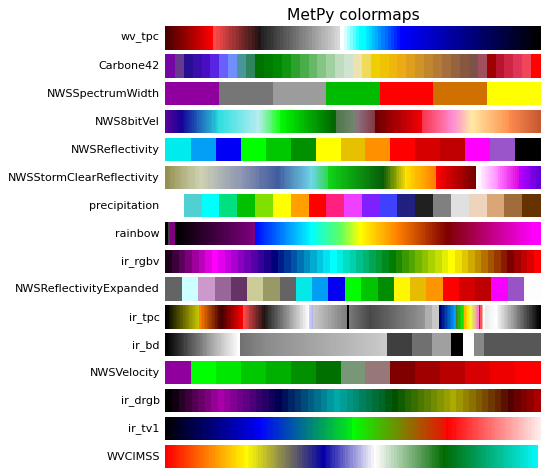 MetPy colormaps
wv_tpc
Carbone42
NWSSpectrumWidth
NWS8bitVel
NWSReflectivity
NWSStormClearReflectivity
precipitation
rainbow
ir_rgbv
NWSReflectivityExpanded
ir_tpc
ir_bd
NWSVelocity
ir_drgb
ir_tv1
WVCIMSS